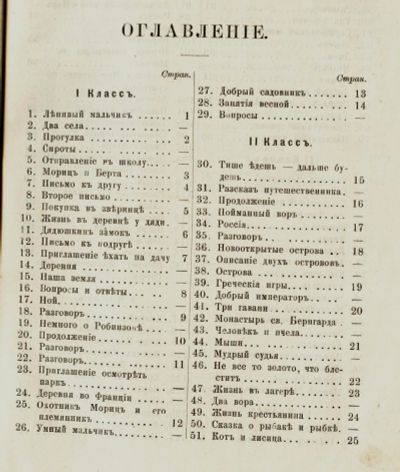 ОГЛАВЛЕНІЕ.
Стран.
I Классъ.
1. Лѣнивый мальчикъ . . . . . . 1
2. Два села . . . . . . . . . —
3. Прогулка . . . . . . . . . 2
4. Сироты . . . . . . . . . —
5. Отправленіе въ школу . . . . —
6. Морицъ и Берта . . . . . . 3
7. Письмо къ другу . . . . . . 4
8. Второе письмо . . . . . . . —
9. Покупка въ звѣринцѣ . . . . 5
10. Жизнь въ деревнѣ у дяди . —
11. Дядюшкинъ замокъ . . . . . 6
12. Письмо къ подругѣ . . . . . —
13. Приглашеніе ѣхать на дачу 7
14. Деревня . . . . . . . . . —
15. Наша земля . . . . . . . . —
16. Вопросы и отвѣты . . . . . 8
17. Ной . . . . . . . . . . —
18. Разговоръ . . . . . . . . 9
19. Немного о Робинзонѣ . . . . —
20. Продолженіе . . . . . . . 10
21. Разговоръ . . . . . . . . —
22. Разговоръ . . . . . . . . 11
23. Приглашеніе осмотрѣть
паркъ . . . . . . . . . —
24. Деревня во Франціи . . . . —
25. Охотникъ Морицъ и его
племянникъ . . . . . . . 12
26. Умный мальчикъ . . . . . . —
Стран.
27. Добрый садовникъ . . . . . . 13
28. Занятія весной . . . . . . . 14
29. Вопросы . . . . . . . . . —
II Классъ.
30. Тише ѣдешь — дальше бу-
дешь . . . . . . . . . . 15
31. Разсказъ путешественника . —
32. Продолженіе . . . . . . . 16
33. Пойманный воръ . . . . . . —
34. Россія . . . . . . . . . . 17
35. Разговоръ . . . . . . . . —
36. Новооткрытые острова . . . 18
37. Описаніе двухъ острововъ . —
38. Острова . . . . . . . . . —
39. Греческія игры . . . . . . 19
40. Добрый императоръ . . . . . —
41. Три гавани . . . . . . . . 20
42. Монастырь св. Бернгарда . —
43. Человѣкъ и пчела . . . . . —
44. Мыши . . . . . . . . . . 21
45. Мудрый судья . . . . . . . —
46. Не все то золото, что бле-
ститъ . . . . . . . . . . 22
47. Жизнь въ лагерѣ . . . . . . 23
48. Два вора . . . . . . . . . —
49. Жизнь крестьянина . . . . . 24
50. Сказка о рыбакѣ и рыбкѣ . —
51. Котъ и лисица . . . . . . . 25